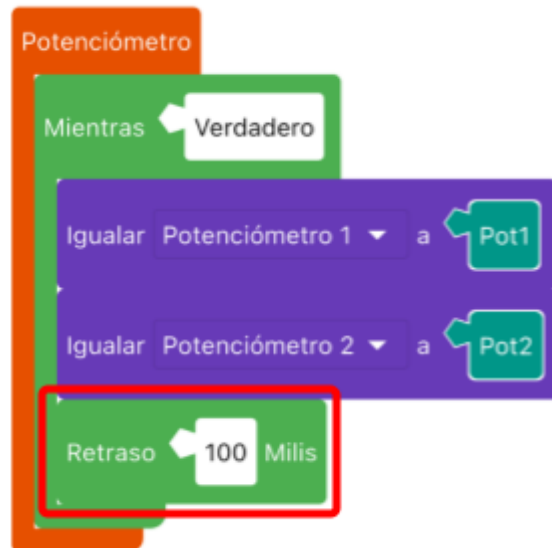 Potenciómetro
Mientras Verdadero
Igualar Potenciómetro 1 a Pot1
Igualar Potenciómetro 2 a Pot2
Retraso 100 Milis